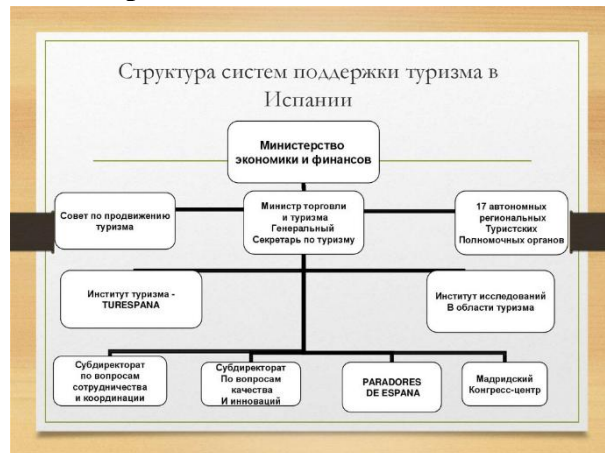 Структура систем поддержки туризма в
Испании
Министерство
экономики и финансов
Совет по продвижению
туризма
Министр торговли
и туризма
Генеральный
Секретарь по туризму
17 автономных
региональных
Туристских
Полномочных органов
Институт туризма -
TURESPANA
Институт исследований
В области туризма
Субдиректорат
по вопросам
сотрудничества
и координации
Субдиректорат
По вопросам
качества
И инноваций
PARADORES
DE ESPANA
Мадридский
Конгресс-центр